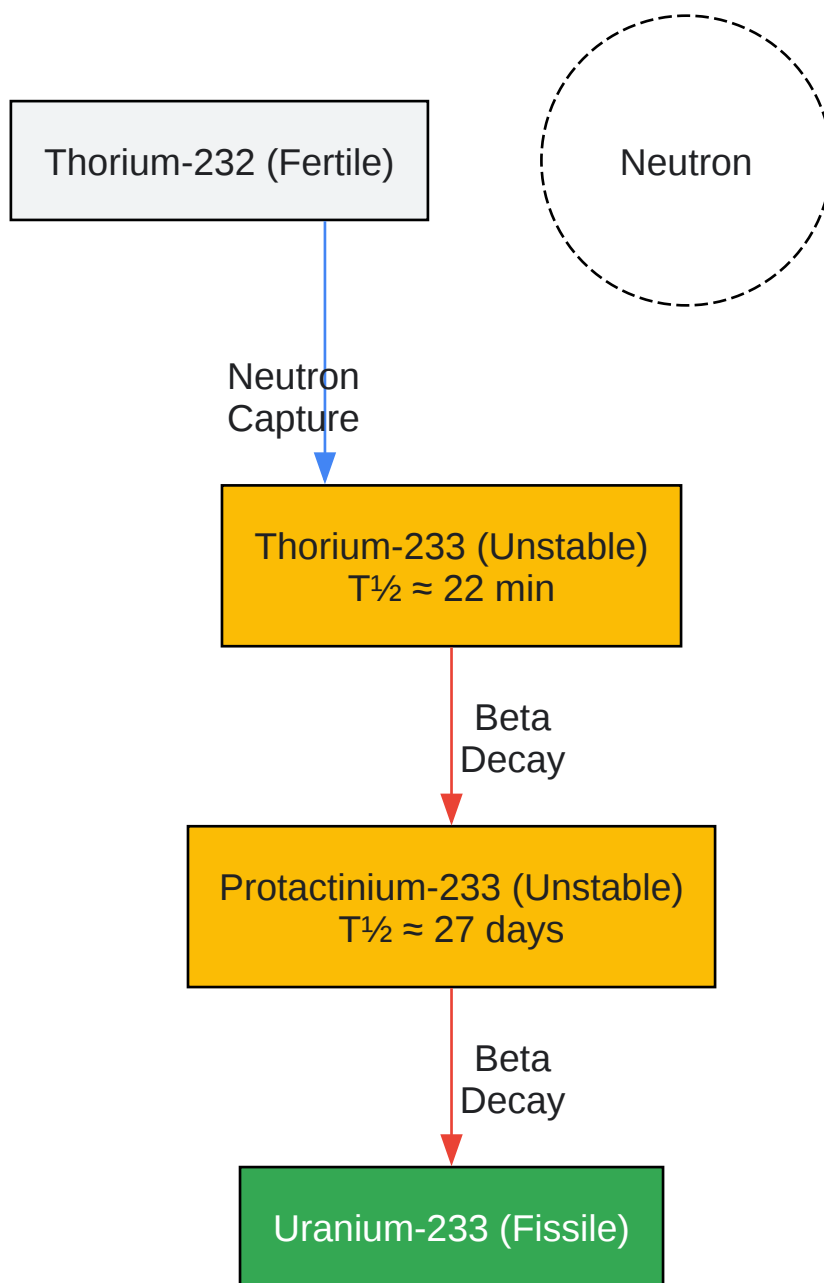 Thorium-232 (Fertile)
Neutron
Neutron
Capture
Thorium-233 (Unstable)
T½ ≈ 22 min
Beta
Decay
Protactinium-233 (Unstable)
T½ ≈ 27 days
Beta
Decay
Uranium-233 (Fissile)